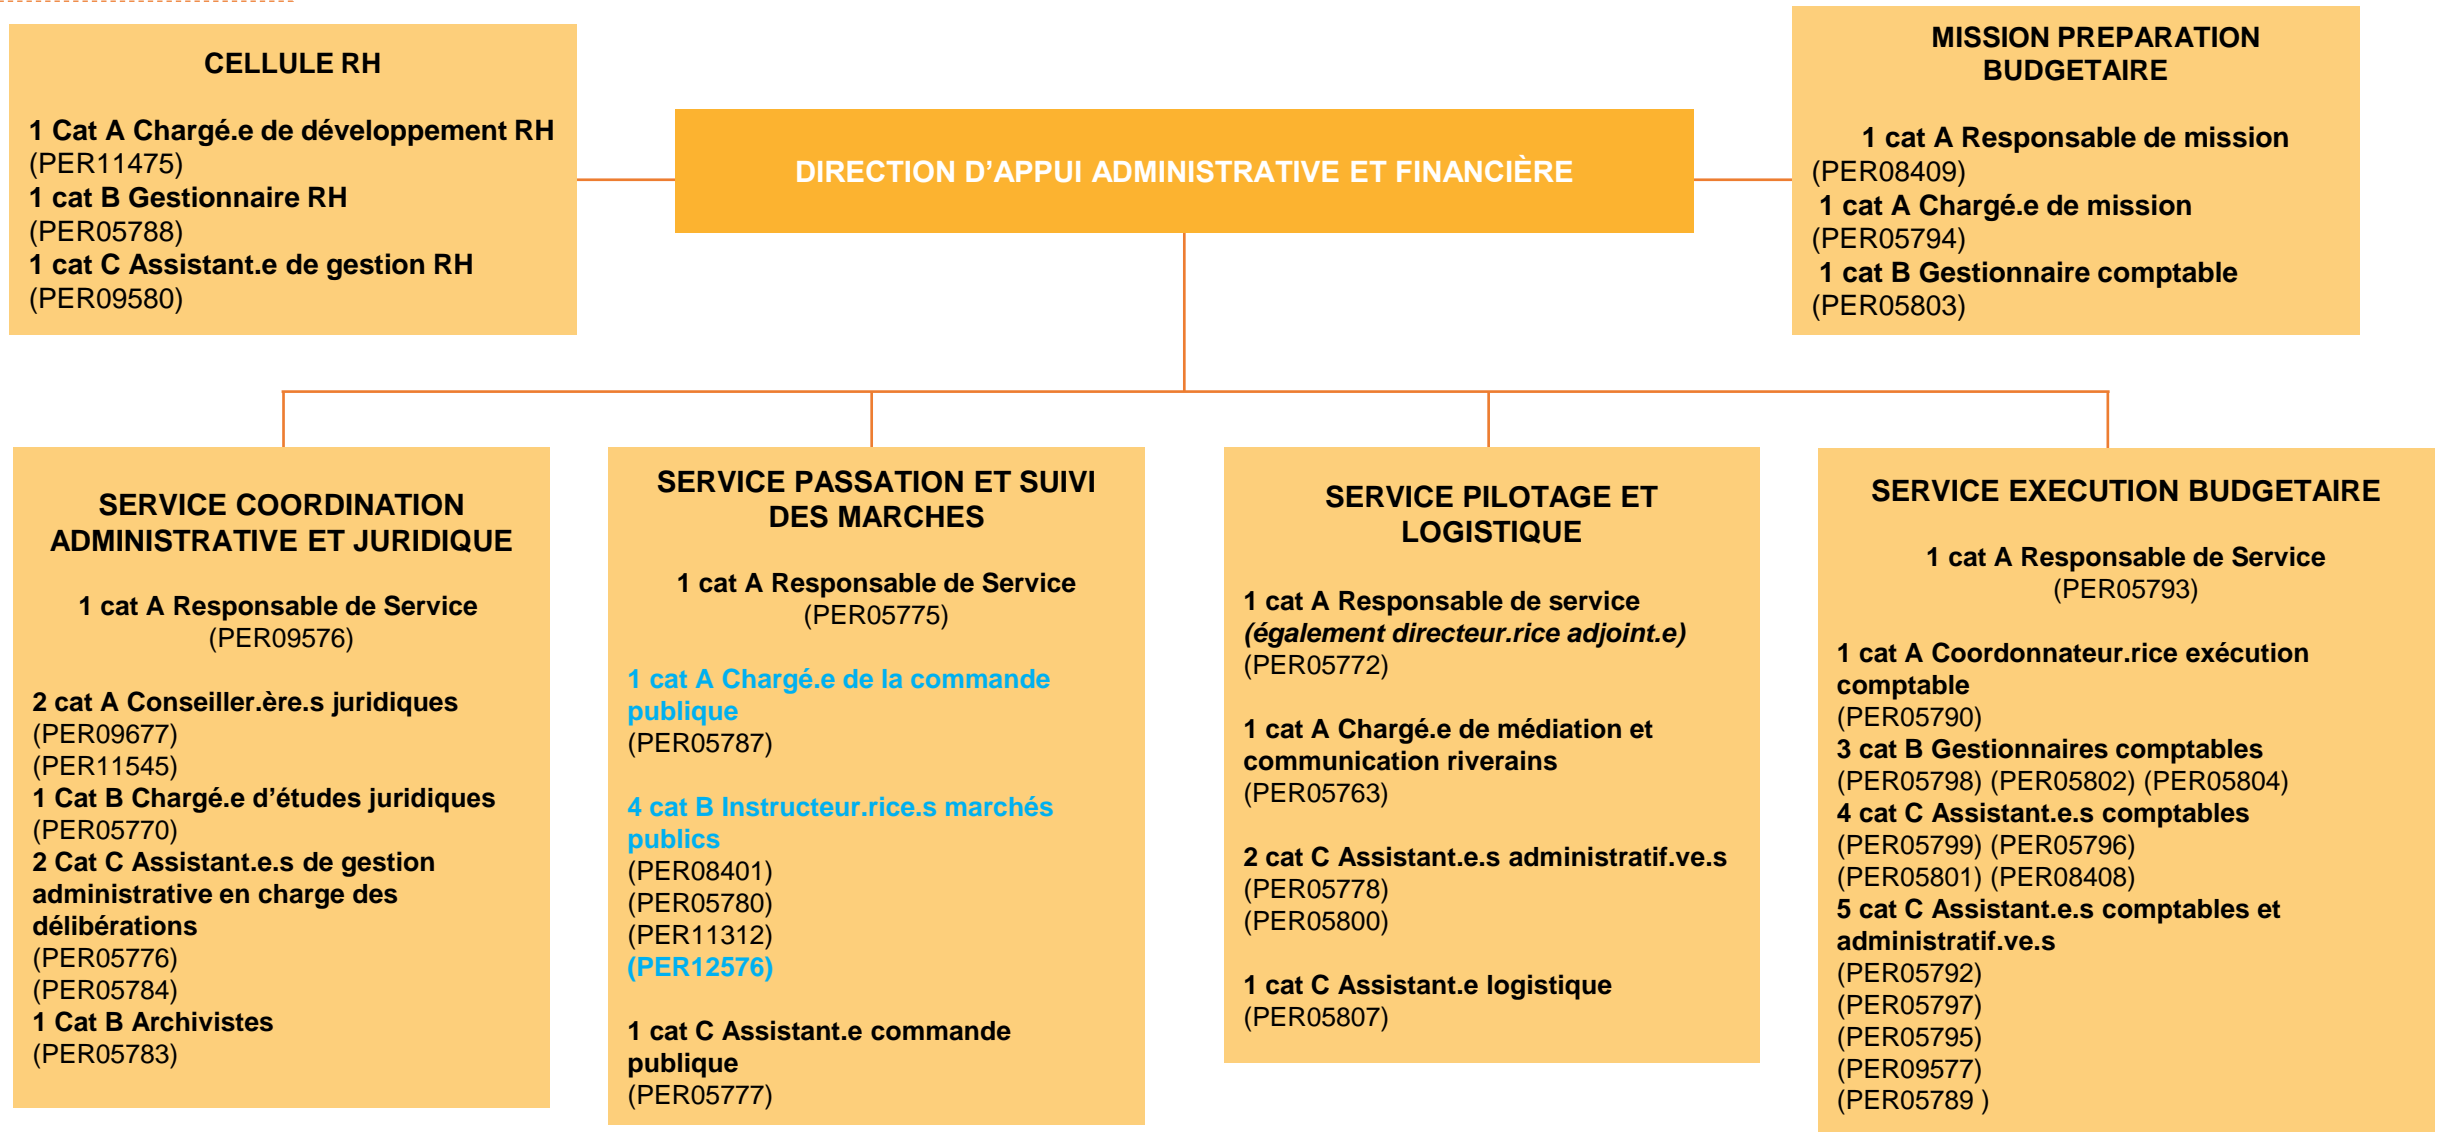 CELLULE RH
1 Cat A Chargé.e de développement RH
(PER11475)
1 cat B Gestionnaire RH
(PER05788)
1 cat C Assistant.e de gestion RH
(PER09580)
DIRECTION D’APPUI ADMINISTRATIVE ET FINANCIÈRE
MISSION PREPARATION
BUDGETAIRE
1 cat A Responsable de mission
(PER08409)
1 cat A Chargé.e de mission
(PER05794)
1 cat B Gestionnaire comptable
(PER05803)
SERVICE COORDINATION
ADMINISTRATIVE ET JURIDIQUE
1 cat A Responsable de Service
(PER09576)
2 cat A Conseiller.ère.s juridiques
(PER09677)
(PER11545)
1 Cat B Chargé.e d’études juridiques
(PER05770)
2 Cat C Assistant.e.s de gestion
administrative en charge des
délibérations
(PER05776)
(PER05784)
1 Cat B Archivistes
(PER05783)
SERVICE PASSATION ET SUIVI
DES MARCHES
1 cat A Responsable de Service
(PER05775)
1 cat A Chargé.e de la commande
publique
(PER05787)
4 cat B Instructeur.rice.s marchés
publics
(PER08401)
(PER05780)
(PER11312)
(PER12576)
1 cat C Assistant.e commande
publique
(PER05777)
SERVICE PILOTAGE ET
LOGISTIQUE
1 cat A Responsable de service
(également directeur.rice adjoint.e)
(PER05772)
1 cat A Chargé.e de médiation et
communication riverains
(PER05763)
2 cat C Assistant.e.s administratif.ve.s
(PER05778)
(PER05800)
1 cat C Assistant.e logistique
(PER05807)
SERVICE EXECUTION BUDGETAIRE
1 cat A Responsable de Service
(PER05793)
1 cat A Coordonnateur.rice exécution
comptable
(PER05790)
3 cat B Gestionnaires comptables
(PER05798) (PER05802) (PER05804)
4 cat C Assistant.e.s comptables
(PER05799) (PER05796)
(PER05801) (PER08408)
5 cat C Assistant.e.s comptables et
administratif.ve.s
(PER05792)
(PER05797)
(PER05795)
(PER09577)
(PER05789 )